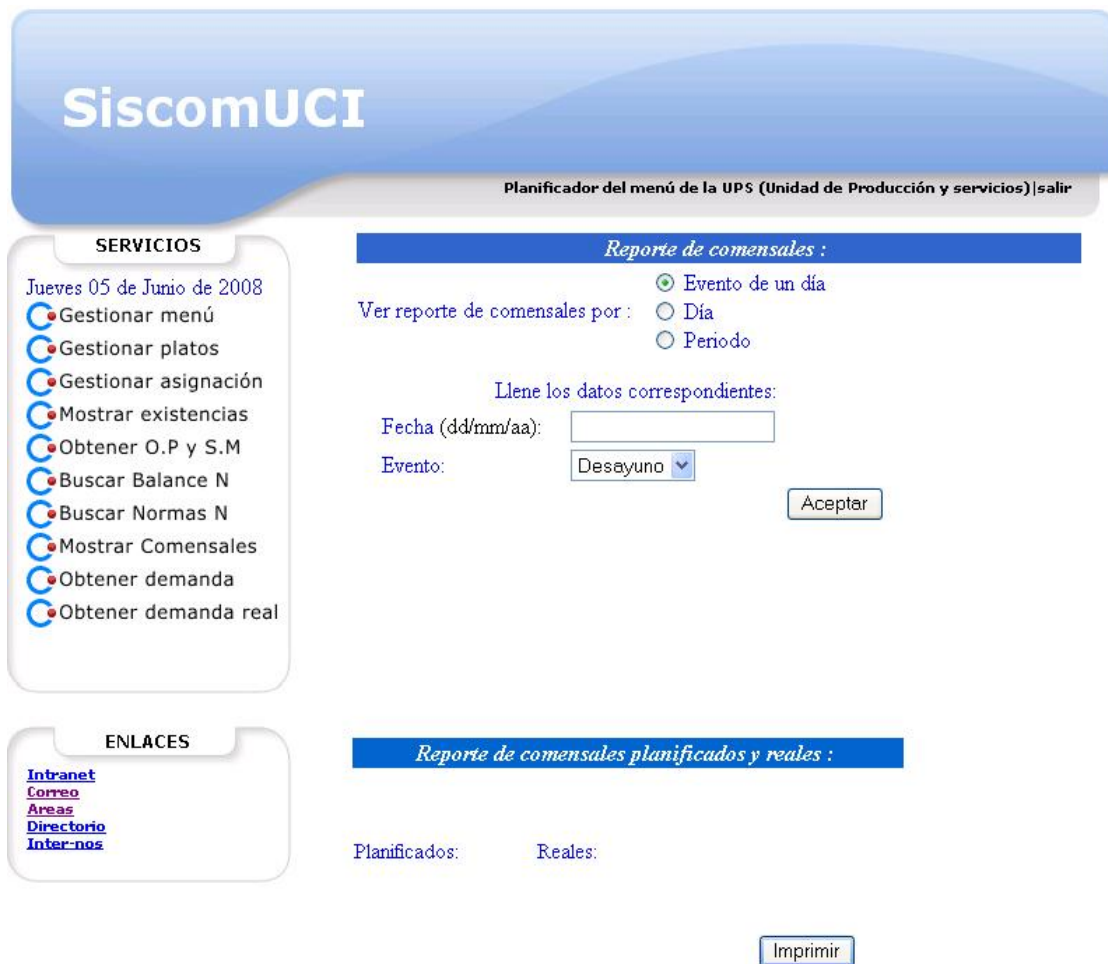 SiscomUCI
Planificador del menú de la UPS (Unidad de Producción y servicios)|salir
SERVICIOS
Jueves 05 de Junio de 2008
Gestionar menú
Gestionar platos
Gestionar asignación
Mostrar existencias
Obtener O.P y S.M
Buscar Balance N
Buscar Normas N
Mostrar Comensales
Obtener demanda
Obtener demanda real
Reporte de comensales :
Ver reporte de comensales por :
Evento de un día
Día
Periodo
Llene los datos correspondientes:
Fecha (dd/mm/aa):
Evento: Desayuno
Aceptar
ENLACES
Intranet
Correo
Areas
Directorio
Inter-nos
Reporte de comensales planificados y reales :
Planificados: Reales:
Imprimir